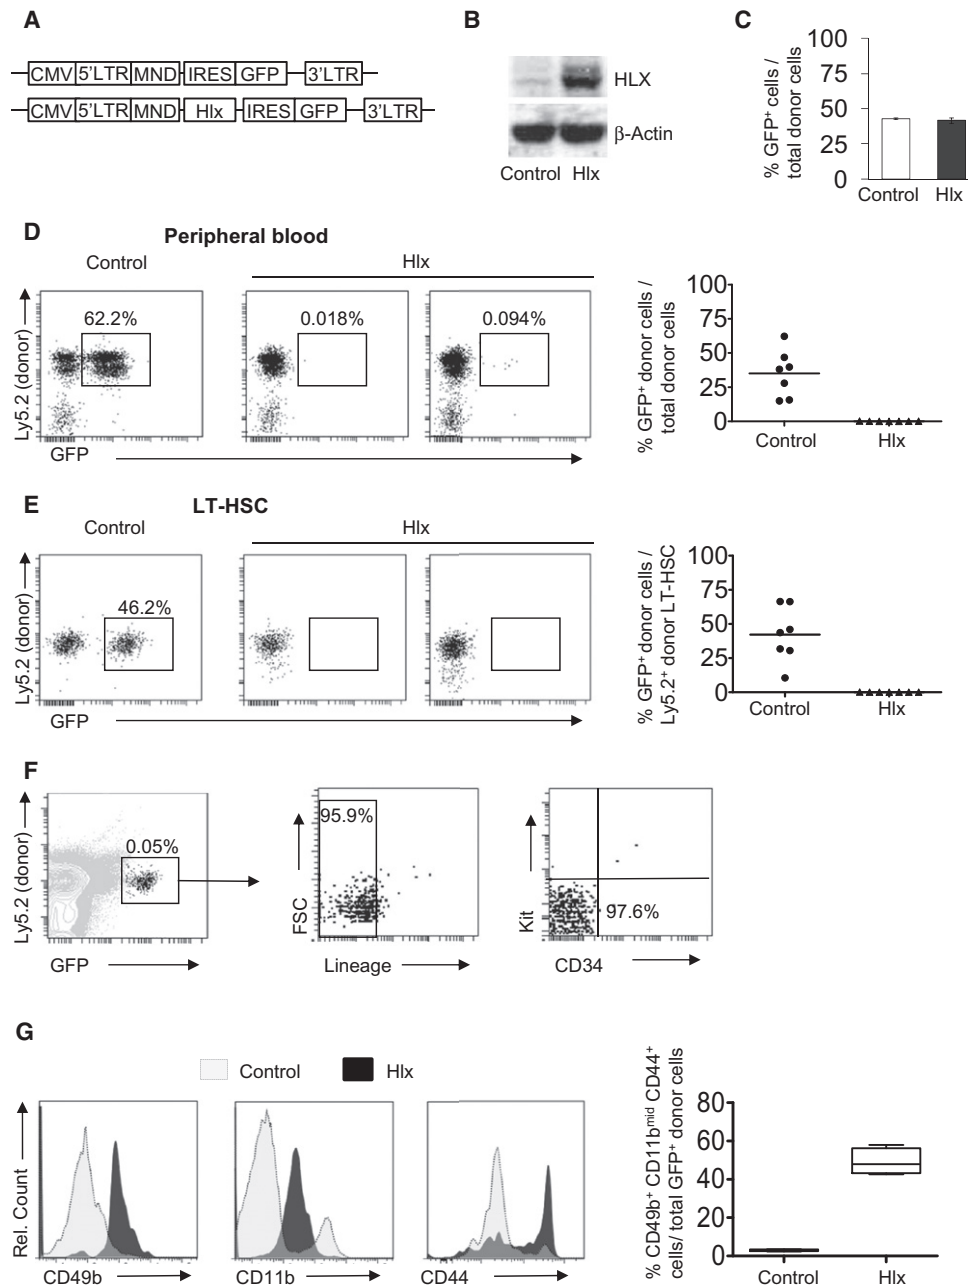 A
CMV 5'LTR MND IRES GFP 3'LTR
CMV 5'LTR MND Hlx IRES GFP 3'LTR
B
HLX
β-Actin
Control Hlx
C
% GFP+ cells /
total donor cells
100
75
50
25
0
Control Hlx
D
Peripheral blood
Control
Hlx
Ly5.2 (donor)
62.2%
0.018%
0.094%
GFP
% GFP+ donor cells /
total donor cells
100
75
50
25
0
Control Hlx
E
LT-HSC
Control
Hlx
Ly5.2 (donor)
46.2%
GFP
% GFP+ donor cells /
Ly5.2+ donor LT-HSC
100
75
50
25
0
Control Hlx
F
Ly5.2 (donor)
0.05%
GFP
95.9%
FSC
Lineage
Kit
97.6%
CD34
G
Control Hlx
Rel. Count
CD49b
CD11b
CD44
% CD49b+ CD11bmid CD44+
cells/ total GFP+ donor cells
80
60
40
20
0
Control Hlx